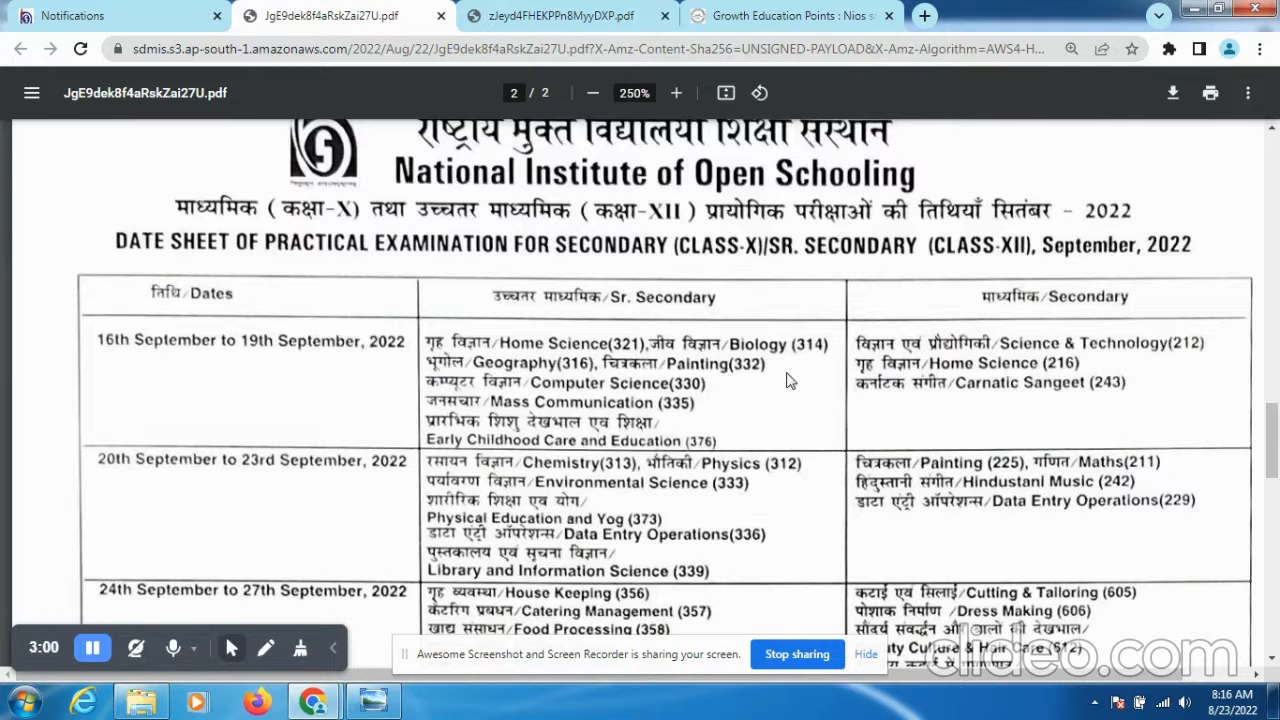 Notifications
JgE9dek8f4aRskZai27U.pdf
zJeyd4FHEKPPn8MyyDXP.pdf
Growth Education Points : Nios s
sdmis.s3.ap-south-1.amazonaws.com/2022/Aug/22/JgE9dek8f4aRskZai27U.pdf?X-Amz-Content-Sha256=UNSIGNED-PAYLOAD&X-Amz-Algorithm=AWS4-H...
JgE9dek8f4aRskZai27U.pdf
2 / 2
250%
राष्ट्रीय मुक्त विद्यालयी शिक्षा संस्थान
National Institute of Open Schooling
माध्यमिक ( कक्षा-X ) तथा उच्चतर माध्यमिक ( कक्षा-XII ) प्रायोगिक परीक्षाओं की तिथियाँ सितंबर - 2022
DATE SHEET OF PRACTICAL EXAMINATION FOR SECONDARY (CLASS-X)/SR. SECONDARY (CLASS-XII), September, 2022
तिथि/Dates
उच्चतर माध्यमिक/Sr. Secondary
माध्यमिक/Secondary
16th September to 19th September, 2022
गृह विज्ञान/Home Science(321),जीव विज्ञान/Biology (314)
भूगोल/Geography(316), चित्रकला/Painting(332)
कम्प्यूटर विज्ञान/Computer Science(330)
जनसंचार/Mass Communication (335)
प्रारंभिक शिशु देखभाल एवं शिक्षा/
Early Childhood Care and Education (376)
विज्ञान एवं प्रौद्योगिकी/Science & Technology(212)
गृह विज्ञान/Home Science (216)
कर्नाटक संगीत/Carnatic Sangeet (243)
20th September to 23rd September, 2022
रसायन विज्ञान/Chemistry(313), भौतिकी/Physics (312)
पर्यावरण विज्ञान/Environmental Science (333)
शारीरिक शिक्षा एवं योग/
Physical Education and Yog (373)
डाटा एंट्री ऑपरेशन्स/Data Entry Operations(336)
पुस्तकालय एवं सूचना विज्ञान/
Library and Information Science (339)
चित्रकला/Painting (225), गणित/Maths(211)
हिंदुस्तानी संगीत/Hindustani Music (242)
डाटा एंट्री ऑपरेशन्स/Data Entry Operations(229)
24th September to 27th September, 2022
गृह व्यवस्था/House Keeping (356)
केटरिंग प्रबंधन/Catering Management (357)
खाद्य संसाधन/Food Processing (358)
कटाई एवं सिलाई/Cutting & Tailoring (605)
पोशाक निर्माण/Dress Making (606)
सौंदर्य संवर्द्धन और बालों की देखभाल/
Culture & Hair Care (612)
3:00
Awesome Screenshot and Screen Recorder is sharing your screen.
Stop sharing
Hide
clideo.com
8:16 AM
8/23/2022